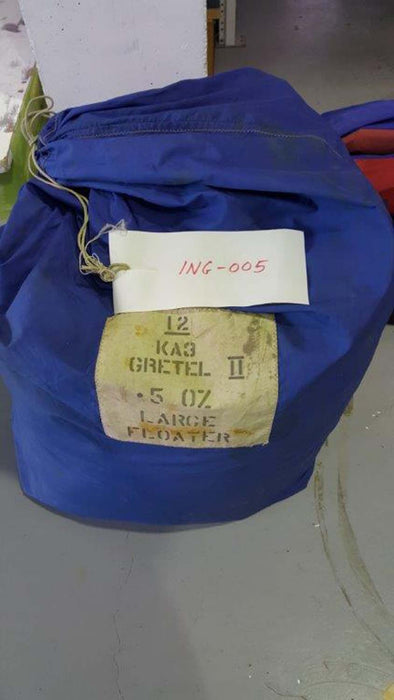 ING-005
12
KA3
GRETEL II
.5 OZ
LARGE
FLOATER